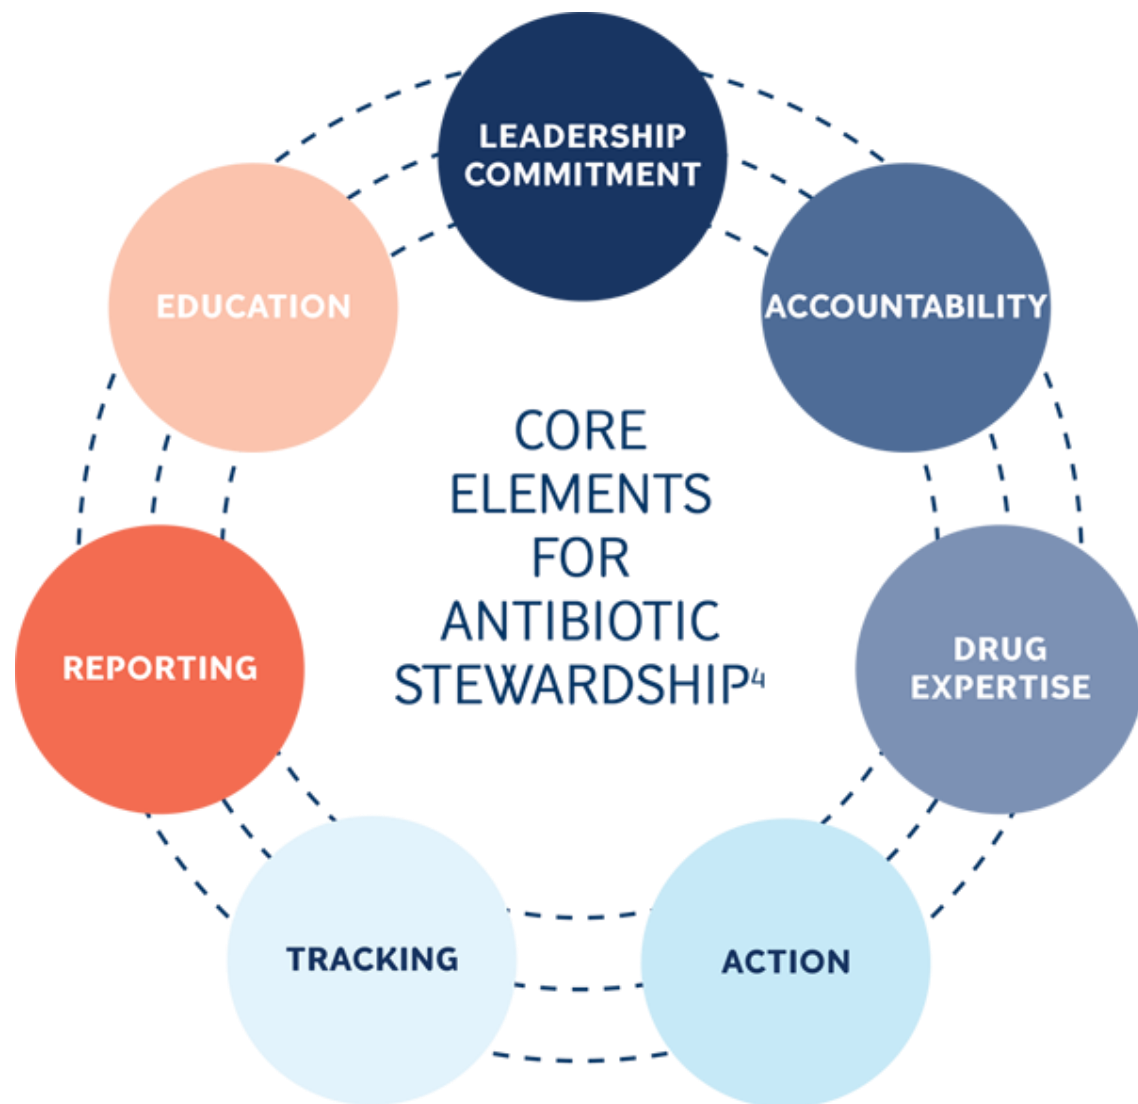 LEADERSHIP
COMMITMENT
EDUCATION
ACCOUNTABILITY
CORE
ELEMENTS
FOR
ANTIBIOTIC
STEWARDSHIP⁴
REPORTING
DRUG
EXPERTISE
TRACKING
ACTION